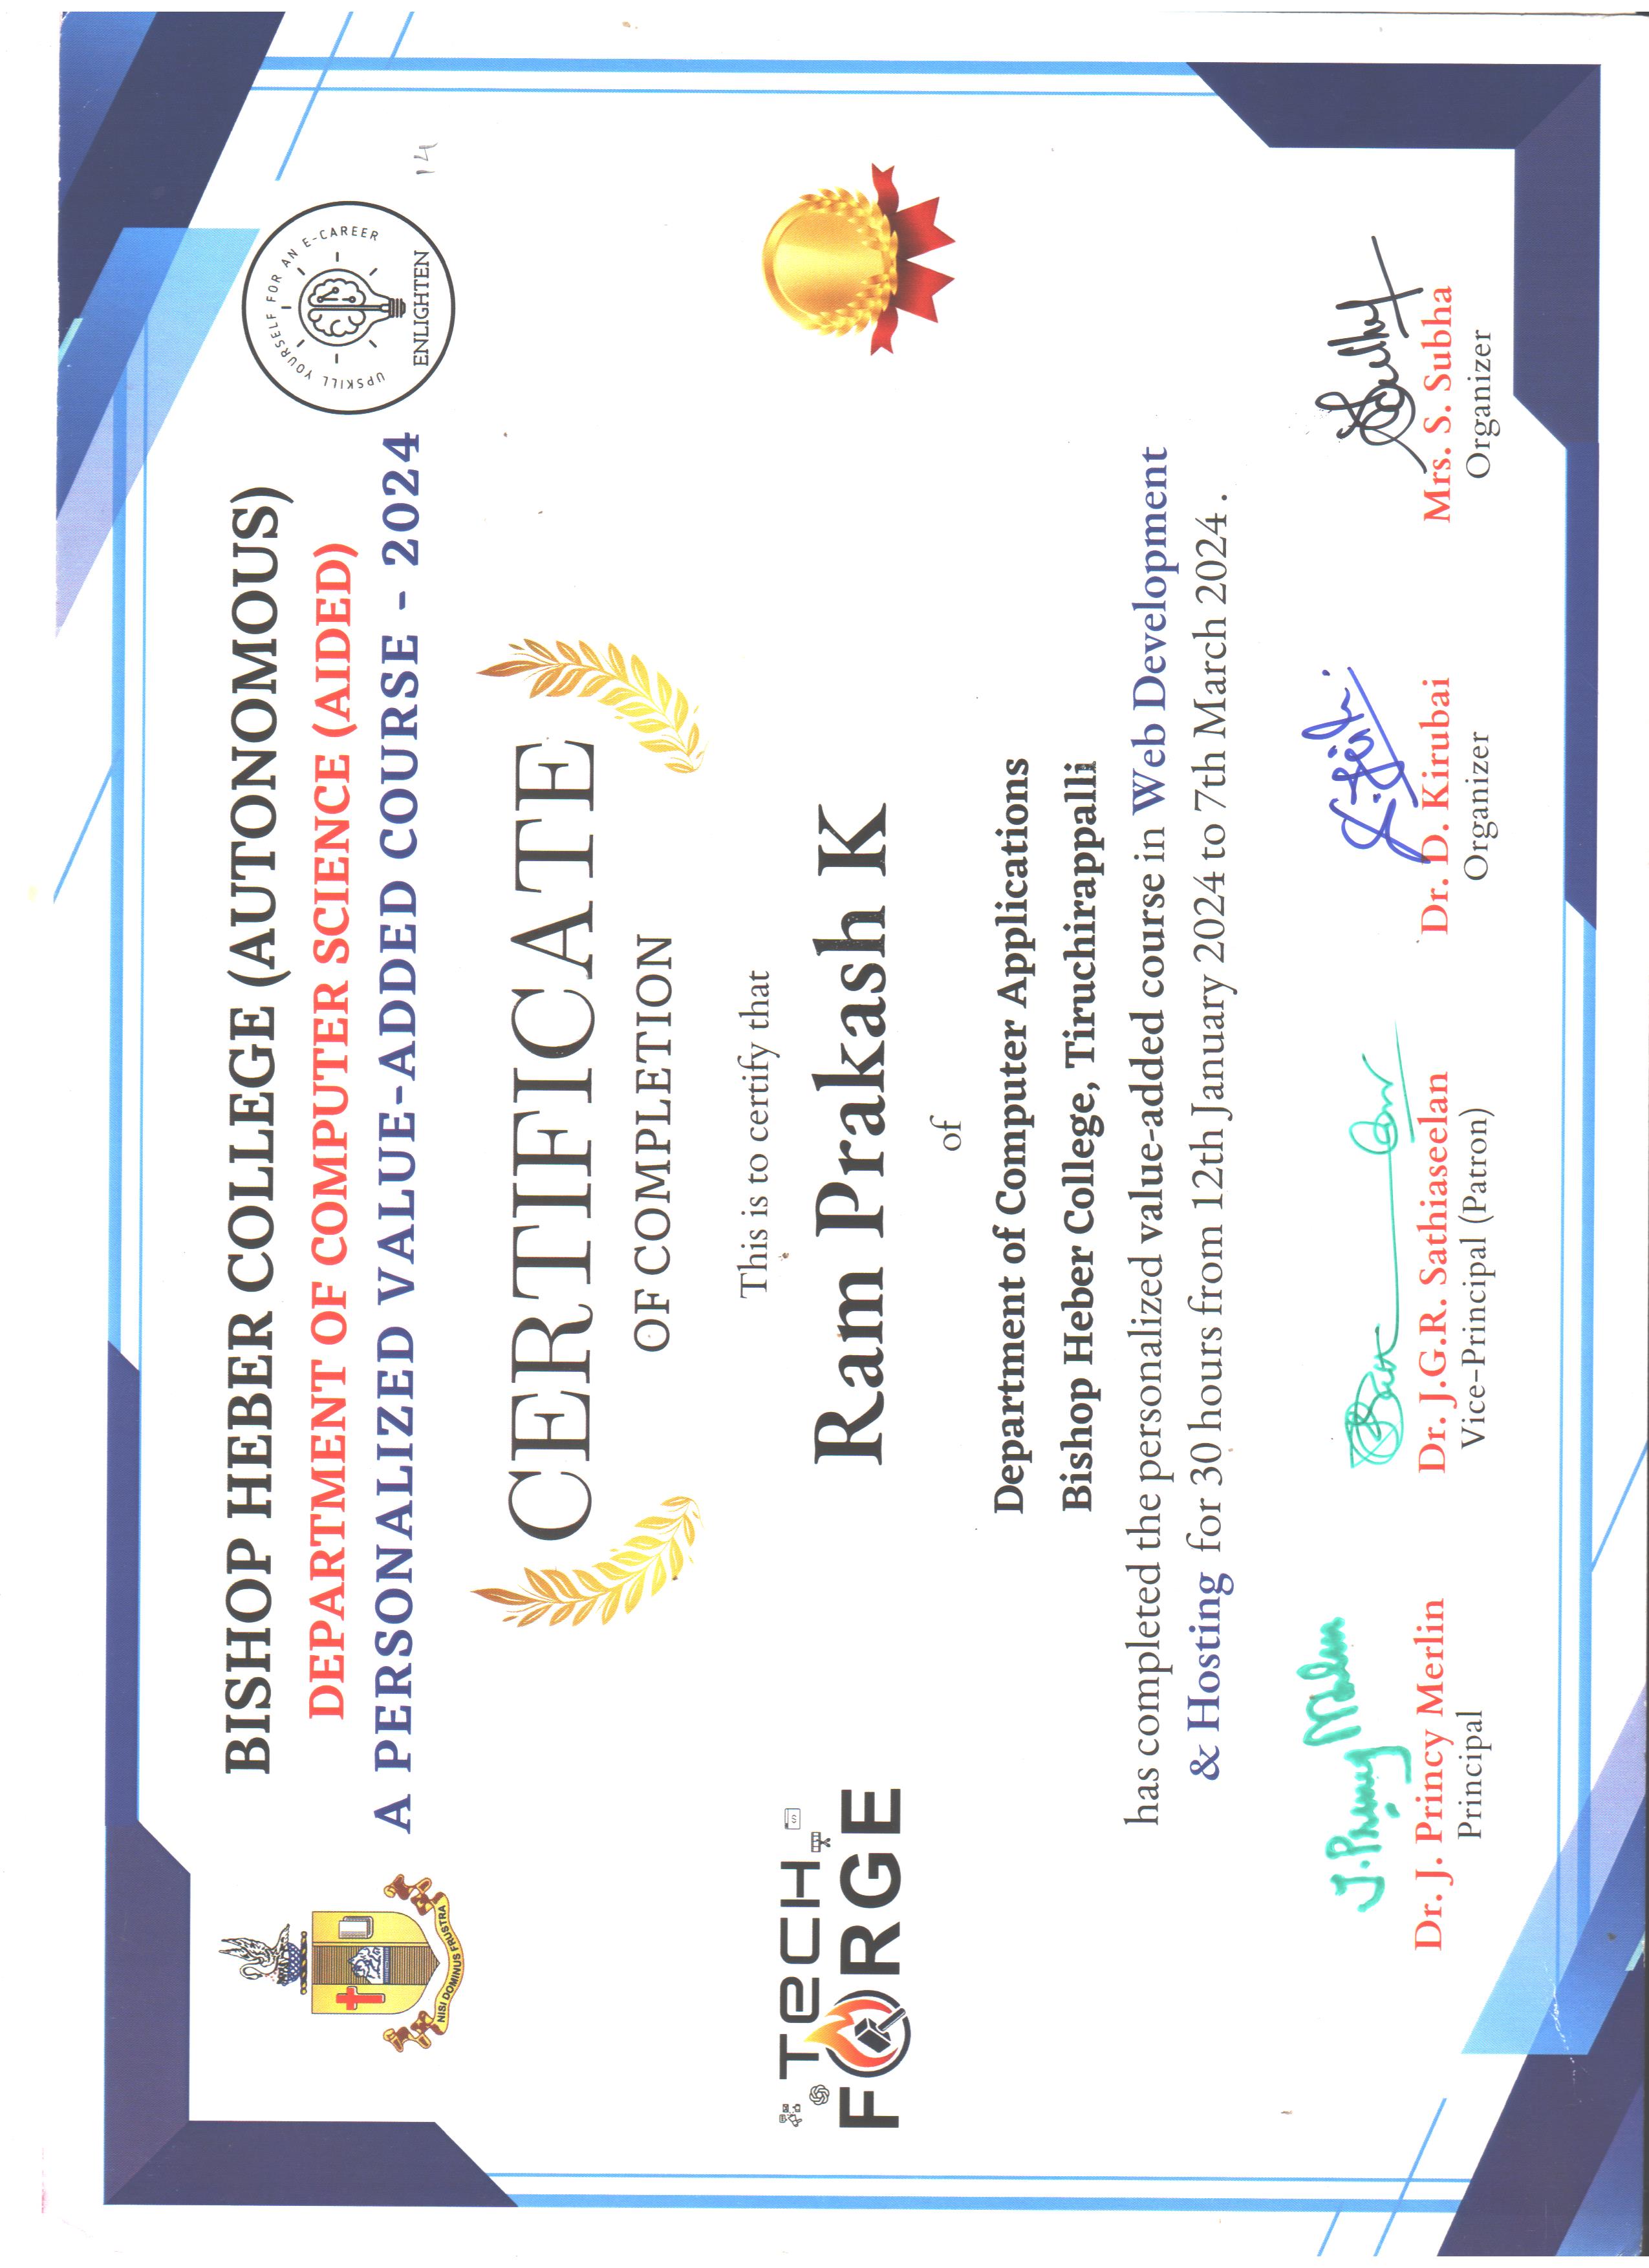 BISHOP HEBER COLLEGE (AUTONOMOUS)
DEPARTMENT OF COMPUTER SCIENCE (AIDED)
A PERSONALIZED VALUE-ADDED COURSE - 2024
NISI DOMINUS FRUSTRA
UPSKILL YOURSELF FOR AN E-CAREER
ENLIGHTEN
14
CERTIFICATE
OF COMPLETION
TECH
FORGE
This is to certify that
Ram Prakash K
of
Department of Computer Applications
Bishop Heber College, Tiruchirappalli
has completed the personalized value-added course in Web Development
& Hosting for 30 hours from 12th January 2024 to 7th March 2024 .
J. Princy Merlin
Dr. J. Princy Merlin
Principal
Dr. J.G.R. Sathiaseelan
Vice-Principal (Patron)
Dr. D. Kirubai
Organizer
Mrs. S. Subha
Organizer